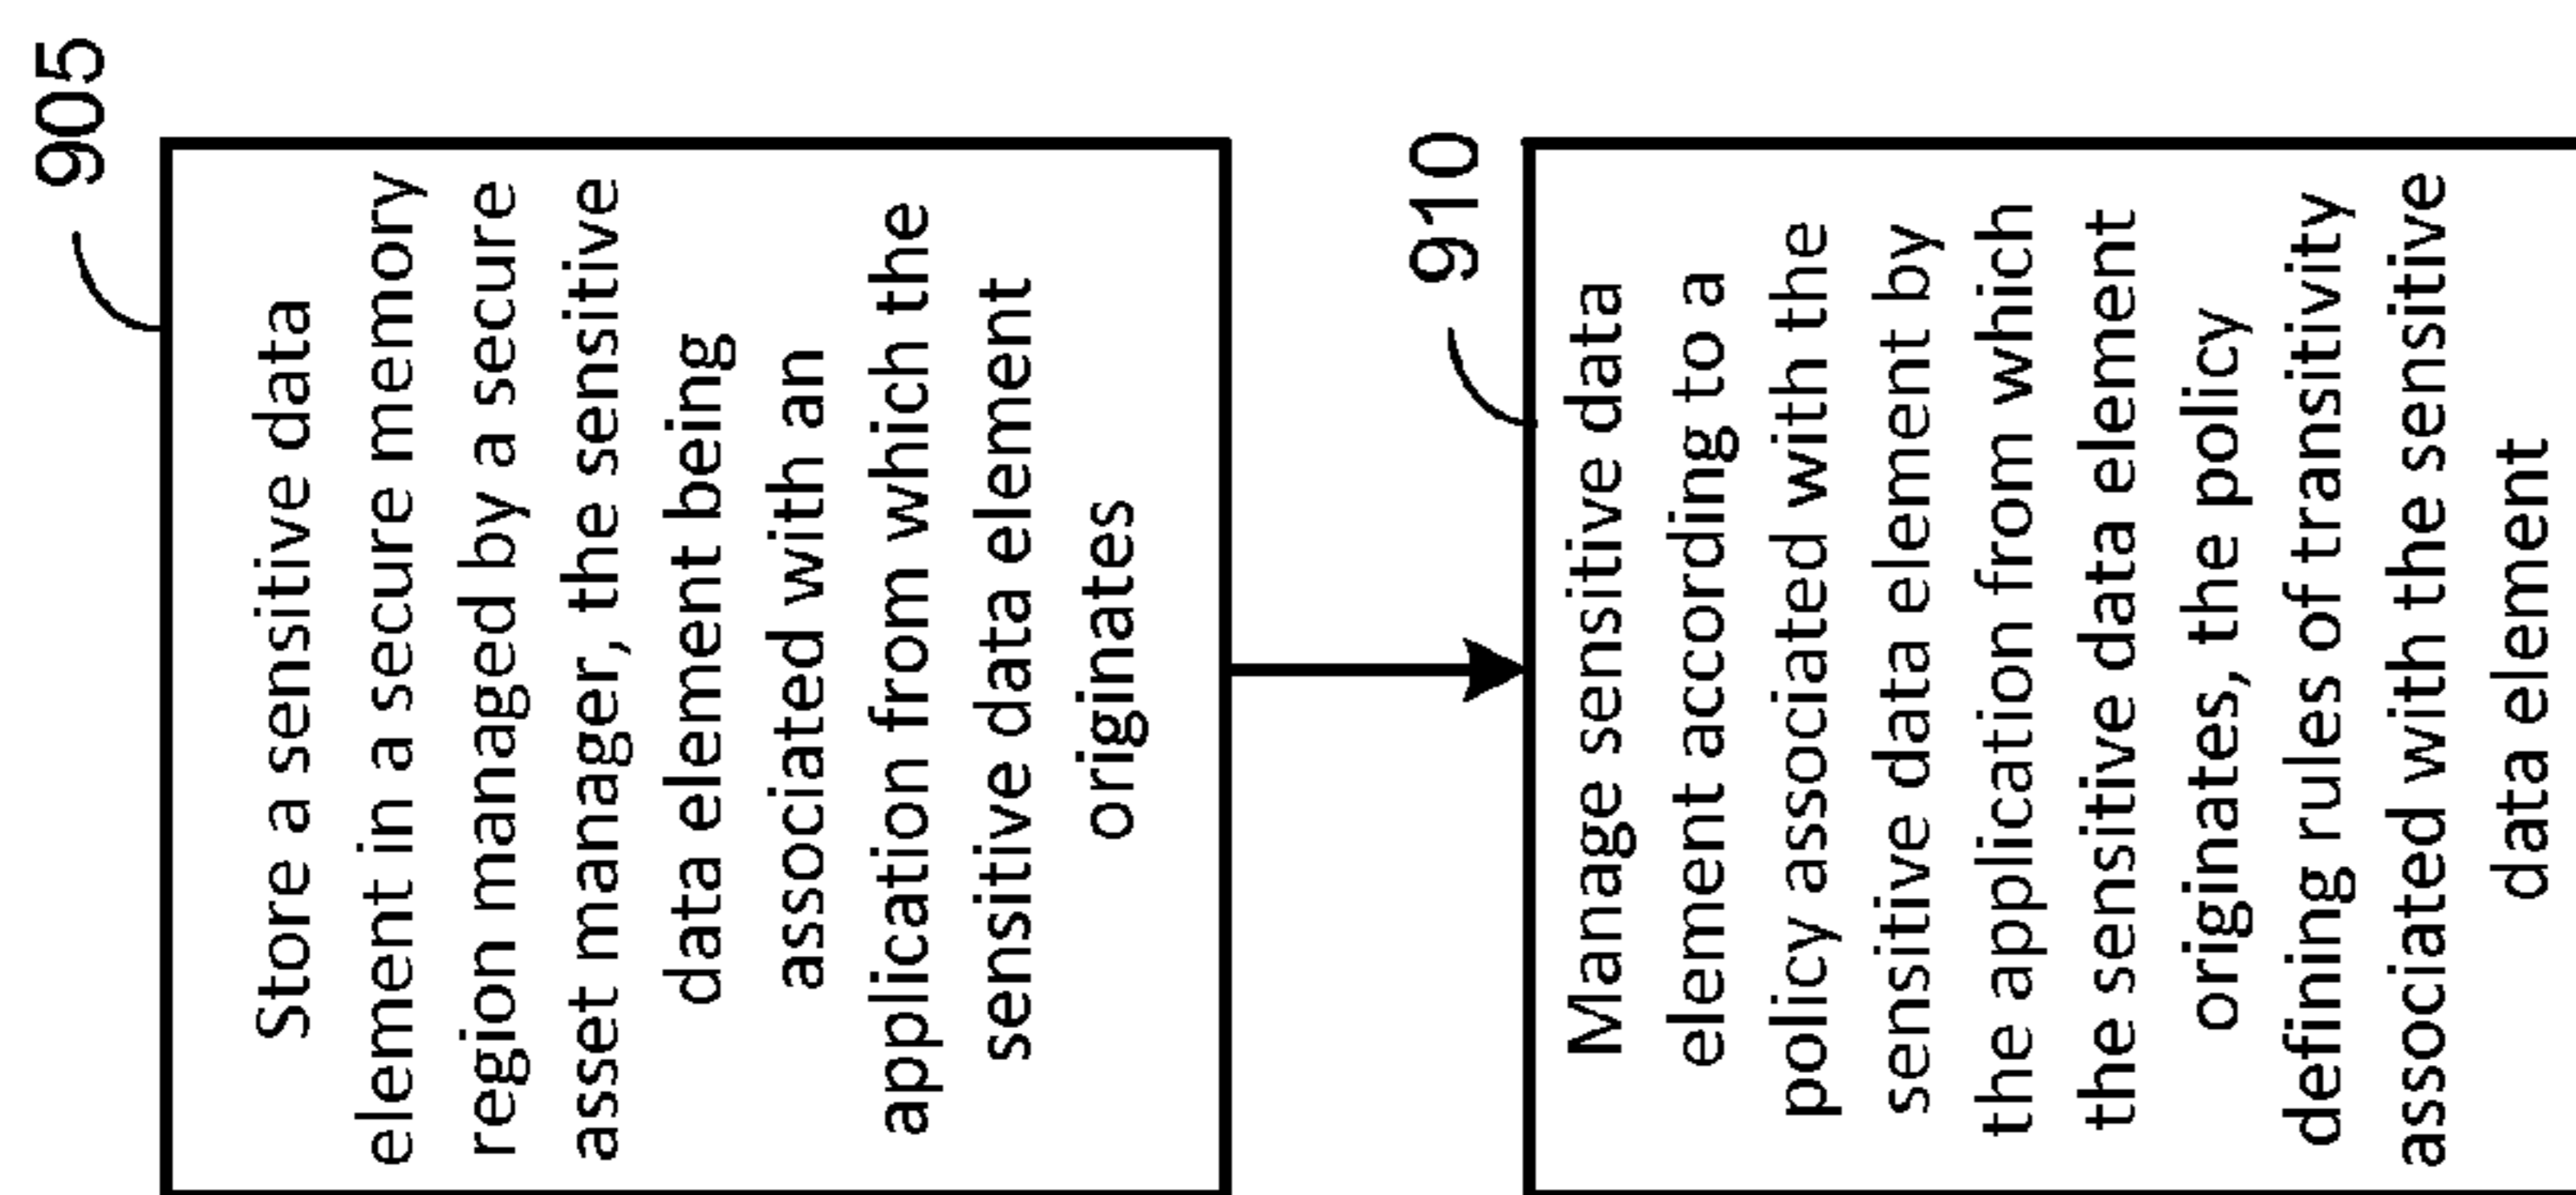 905
Store a sensitive data
element in a secure memory
region managed by a secure
asset manager, the sensitive
data element being
associated with an
application from which the
sensitive data element
originates
910
Manage sensitive data
element according to a
policy associated with the
sensitive data element by
the application from which
the sensitive data element
originates, the policy
defining rules of transitivity
associated with the sensitive
data element